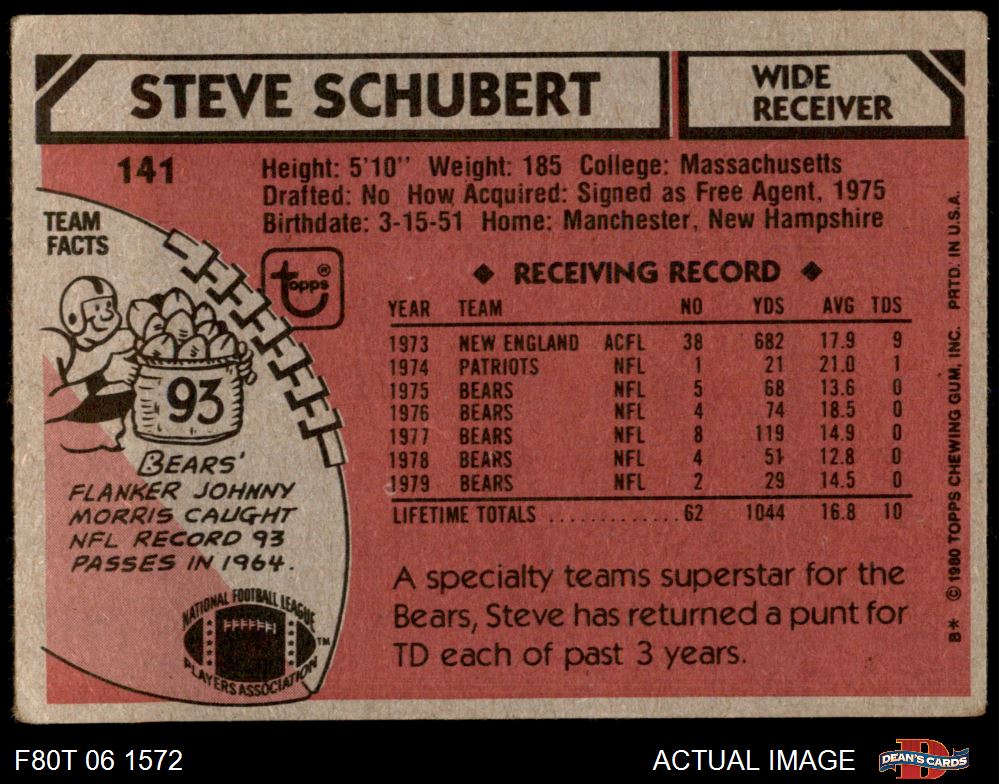 STEVE SCHUBERT
WIDE
RECEIVER
141
Height: 5'10'' Weight: 185 College: Massachusetts
Drafted: No How Acquired: Signed as Free Agent, 1975
Birthdate: 3-15-51 Home: Manchester, New Hampshire
TEAM
FACTS
topps®
93
BEARS'
FLANKER JOHNNY
MORRIS CAUGHT
NFL RECORD 93
PASSES IN 1964.
NATIONAL FOOTBALL LEAGUE
PLAYERS ASSOCIATION
TM
◆ RECEIVING RECORD ◆
YEAR TEAM NO YDS AVG TDS
1973 NEW ENGLAND ACFL 38 682 17.9 9
1974 PATRIOTS NFL 1 21 21.0 1
1975 BEARS NFL 5 68 13.6 0
1976 BEARS NFL 4 74 18.5 0
1977 BEARS NFL 8 119 14.9 0
1978 BEARS NFL 4 51 12.8 0
1979 BEARS NFL 2 29 14.5 0
LIFETIME TOTALS ............ 62 1044 16.8 10
A specialty teams superstar for the
Bears, Steve has returned a punt for
TD each of past 3 years.
B* © 1980 TOPPS CHEWING GUM, INC. PRTD. IN U.S.A.
F80T 06 1572
ACTUAL IMAGE
D
DEAN'S CARDS